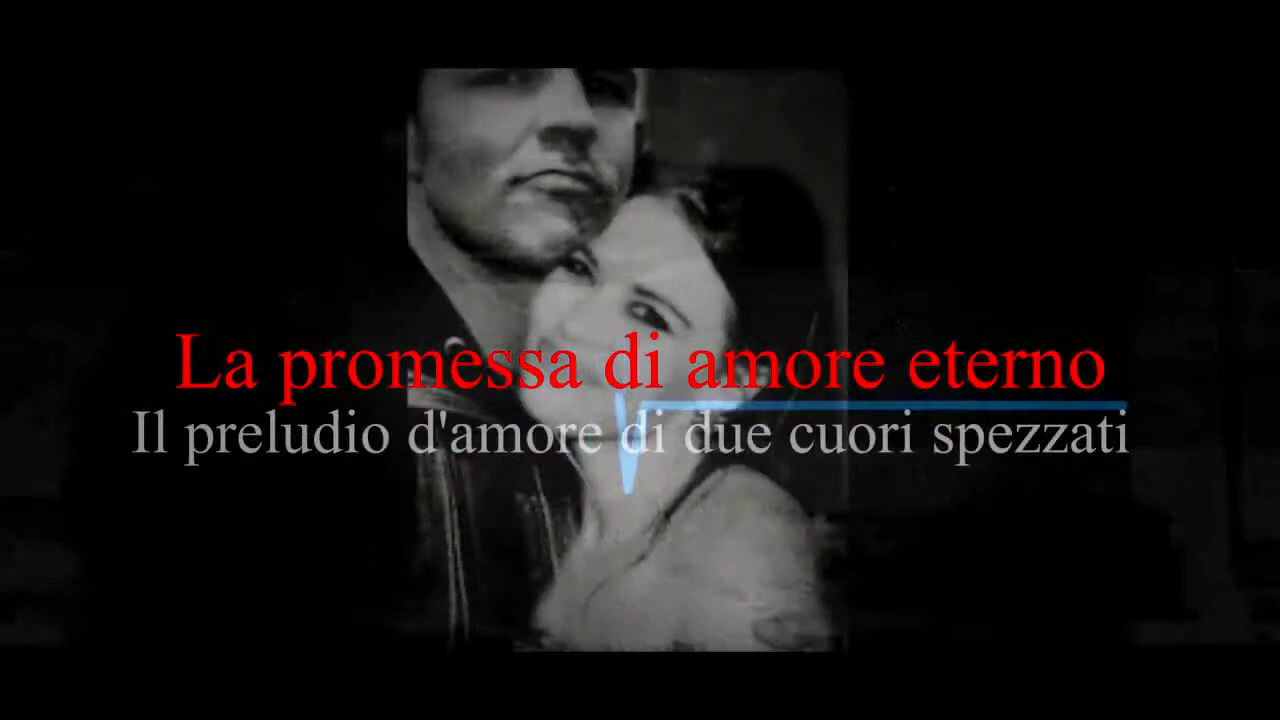 La promessa di amore eterno
Il preludio d'amore di due cuori spezzati